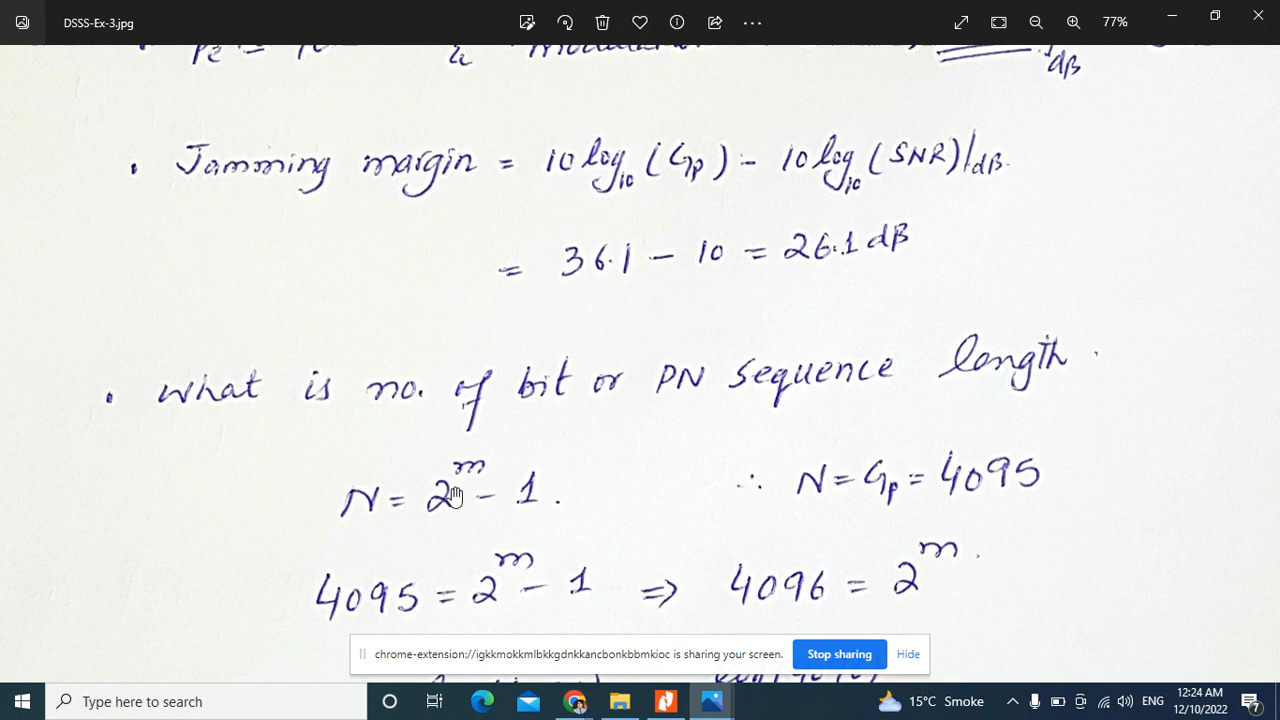 DSSS-Ex-3.jpg
77%
dB
• Jamming margin = 10 log₁₀ (Gp) - 10 log₁₀ (SNR)|dB.
= 36.1 - 10 = 26.1 dB
• What is no. of bit or PN sequence length.
N = 2^m - 1. ∴ N = Gp = 4095
4095 = 2^m - 1 ⇒ 4096 = 2^m.
chrome-extension://igkkmokkmlbkkgdnkkancbonkbbmkioc is sharing your screen. Stop sharing Hide
Type here to search
15°C Smoke
ENG
12:24 AM
12/10/2022
7